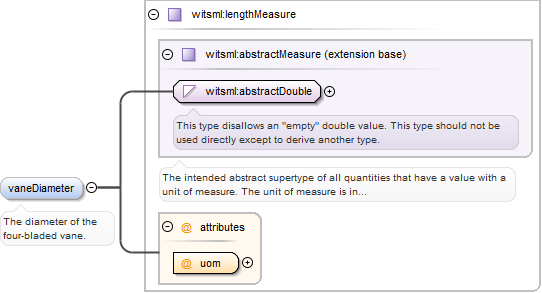 witsml:lengthMeasure
witsml:abstractMeasure (extension base)
witsml:abstractDouble
This type disallows an "empty" double value. This type should not be
used directly except to derive another type.
The intended abstract supertype of all quantities that have a value with a
unit of measure. The unit of measure is in...
vaneDiameter
The diameter of the
four-bladed vane.
@ attributes
@ uom